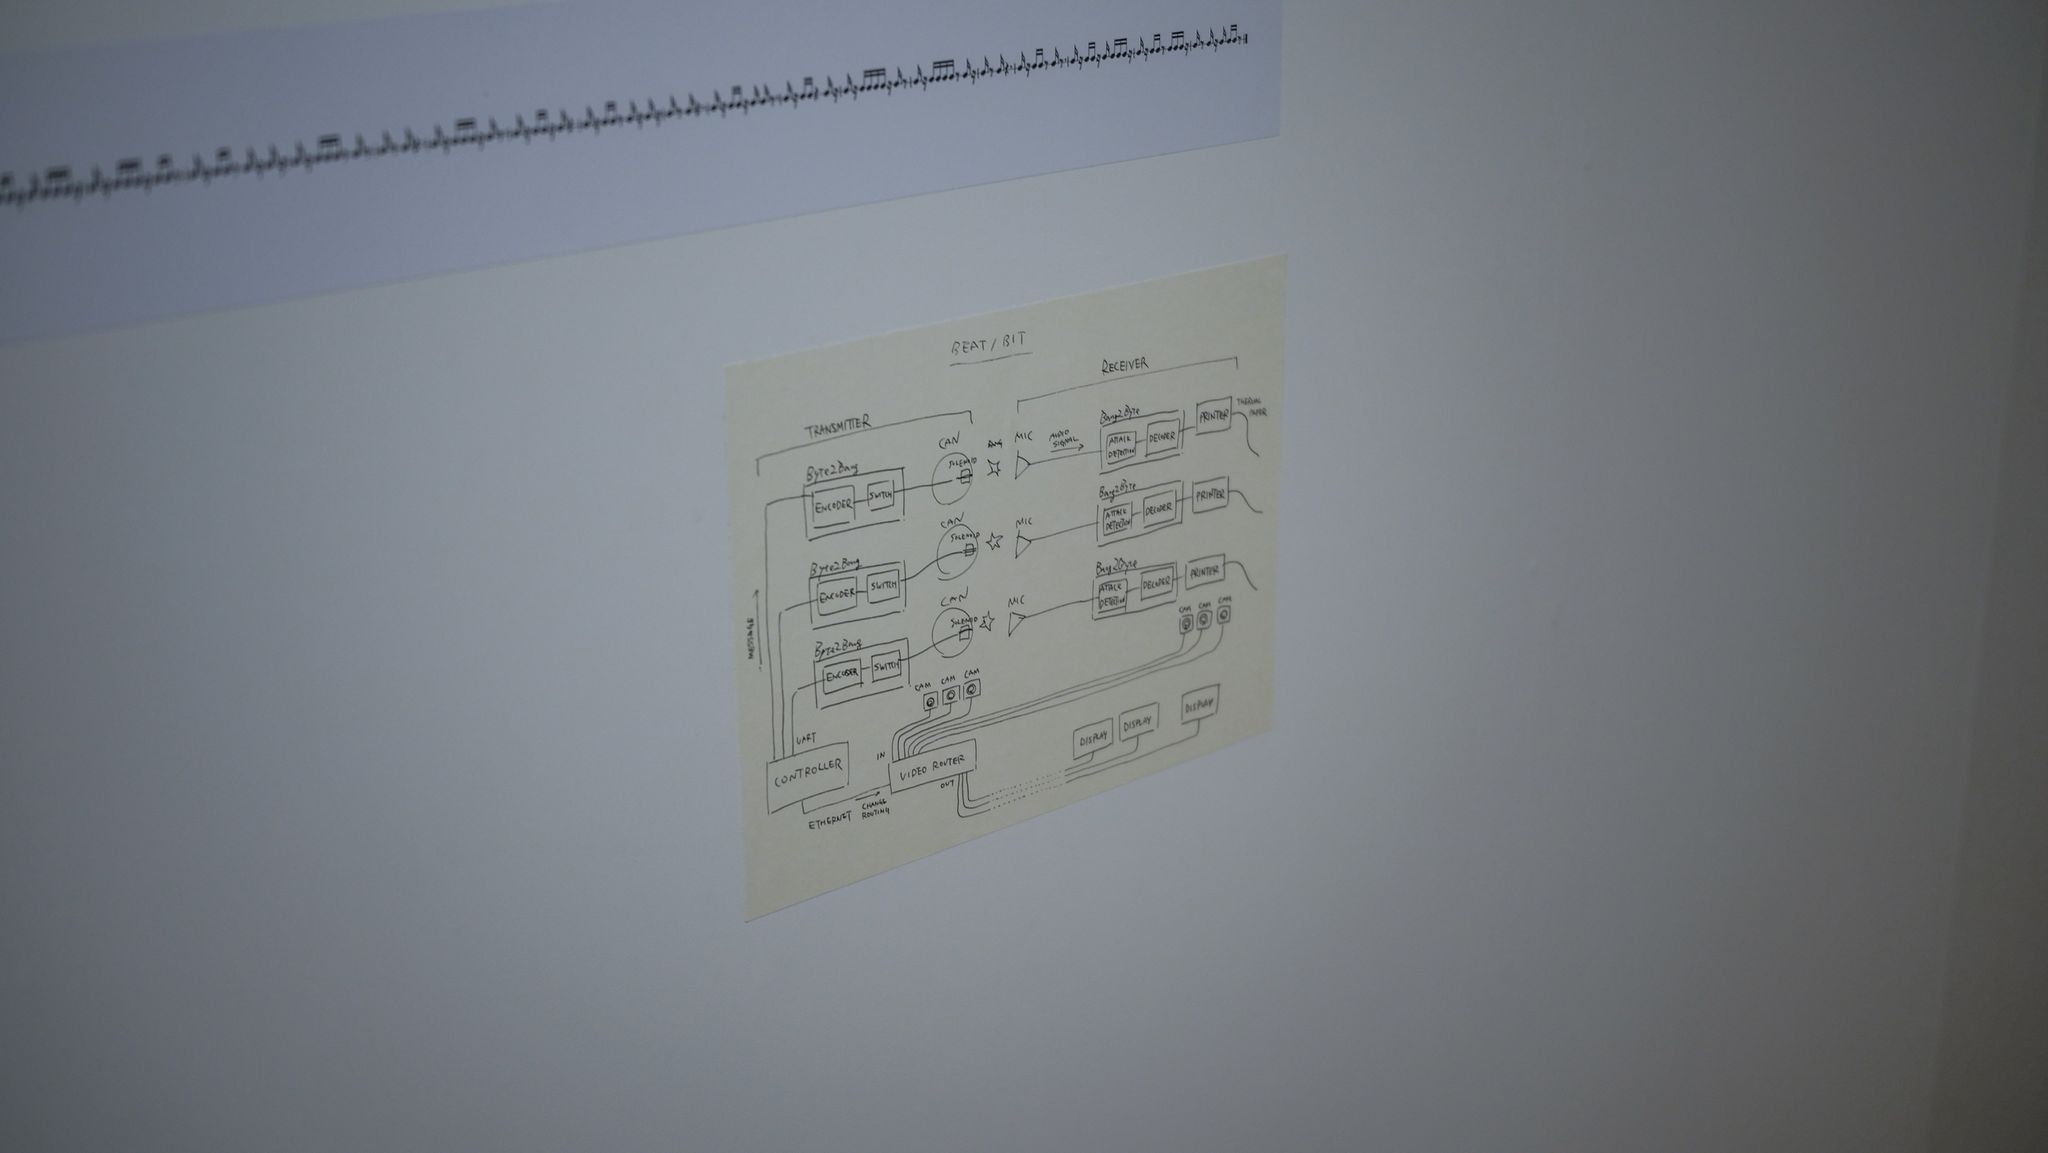 BEAT/BIT
TRANSMITTER
RECEIVER
Byte2Bang
ENCODER
SWITCH
CAN
SOLENOID
BANG
MIC
AUDIO SIGNAL
Bang2Byte
ATTACK DETECTION
DECODER
PRINTER
THERMAL PAPER
Byte2Bang
ENCODER
SWITCH
CAN
SOLENOID
MIC
Bang2Byte
ATTACK DETECTION
DECODER
PRINTER
Byte2Bang
ENCODER
SWITCH
CAN
SOLENOID
MIC
Bang2Byte
ATTACK DETECTION
DECODER
PRINTER
MESSAGE
CAM CAM CAM
CAM CAM CAM
UART
CONTROLLER
IN
VIDEO ROUTER
OUT
ETHERNET
CHANGE ROUTING
DISPLAY
DISPLAY
DISPLAY